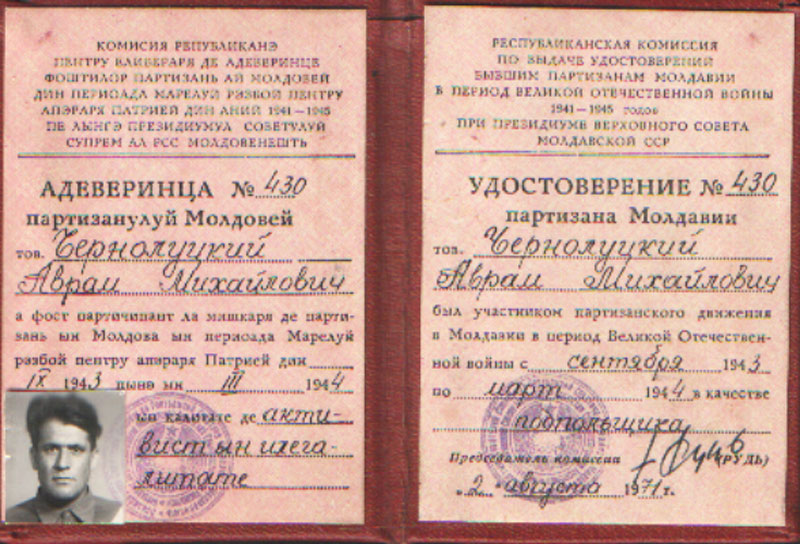 КОМИСИЯ РЕПУБЛИКАНЭ
ПЕНТРУ ЕЛИБЕРАРЯ ДЕ АДЕВЕРИНЦЕ
ФОШТИЛОР ПАРТИЗАНЬ АЙ МОЛДОВЕЙ
ДИН ПЕРИОАДА МАРЕЛУЙ РЭЗБОЙ ПЕНТРУ
АПЭРАРЯ ПАТРИЕЙ ДИН АНИЙ 1941—1945
ПЕ ЛЫНГЭ ПРЕЗИДИУМУЛ СОВЕТУЛУЙ
СУПРЕМ АЛ РСС МОЛДОВЕНЕШТЬ
АДЕВЕРИНЦА № 430
партизанулуй Молдовей
тов. Чернолуцкий
Аврам Михайлович
а фост партичипант ла мишкаря де парти-
зань ын Молдова ын периоада Марелуй
рэзбой пентру апэраря Патрией дин
IX 1943 пынэ ын III 1944
ын калитате де акти-
вист ын илега-
литате
РЕСПУБЛИКАНСКАЯ КОМИССИЯ
ПО ВЫДАЧЕ УДОСТОВЕРЕНИЙ
БЫВШИМ ПАРТИЗАНАМ МОЛДАВИИ
В ПЕРИОД ВЕЛИКОЙ ОТЕЧЕСТВЕННОЙ ВОЙНЫ
1941—1945 ГОДОВ
ПРИ ПРЕЗИДИУМЕ ВЕРХОВНОГО СОВЕТА
МОЛДАВСКОЙ ССР
УДОСТОВЕРЕНИЕ № 430
партизана Молдавии
тов. Чернолуцкий
Аврам Михайлович
был участником партизанского движения
в Молдавии в период Великой Отечествен-
ной войны с сентября 1943
по март 1944 в качестве
подпольщика
Председатель комиссии (РУДЬ)
"2" августа 1971 г.